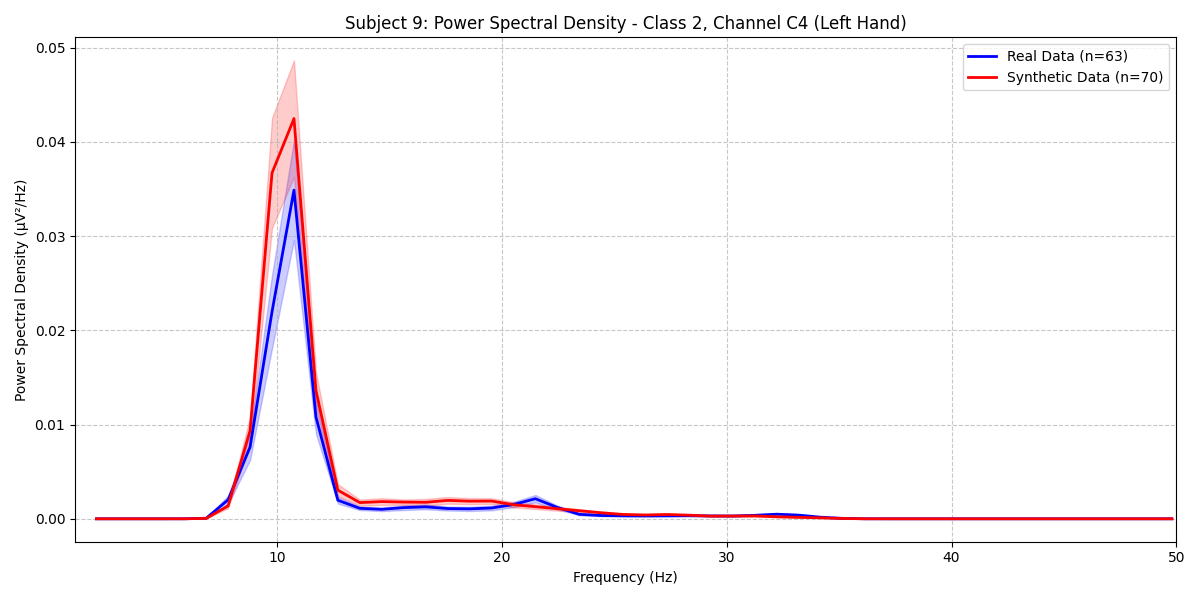 Subject 9: Power Spectral Density - Class 2, Channel C4 (Left Hand)
Real Data (n=63)
Synthetic Data (n=70)
Power Spectral Density (µV²/Hz)
0.05
0.04
0.03
0.02
0.01
0.00
10 20 30 40 50
Frequency (Hz)